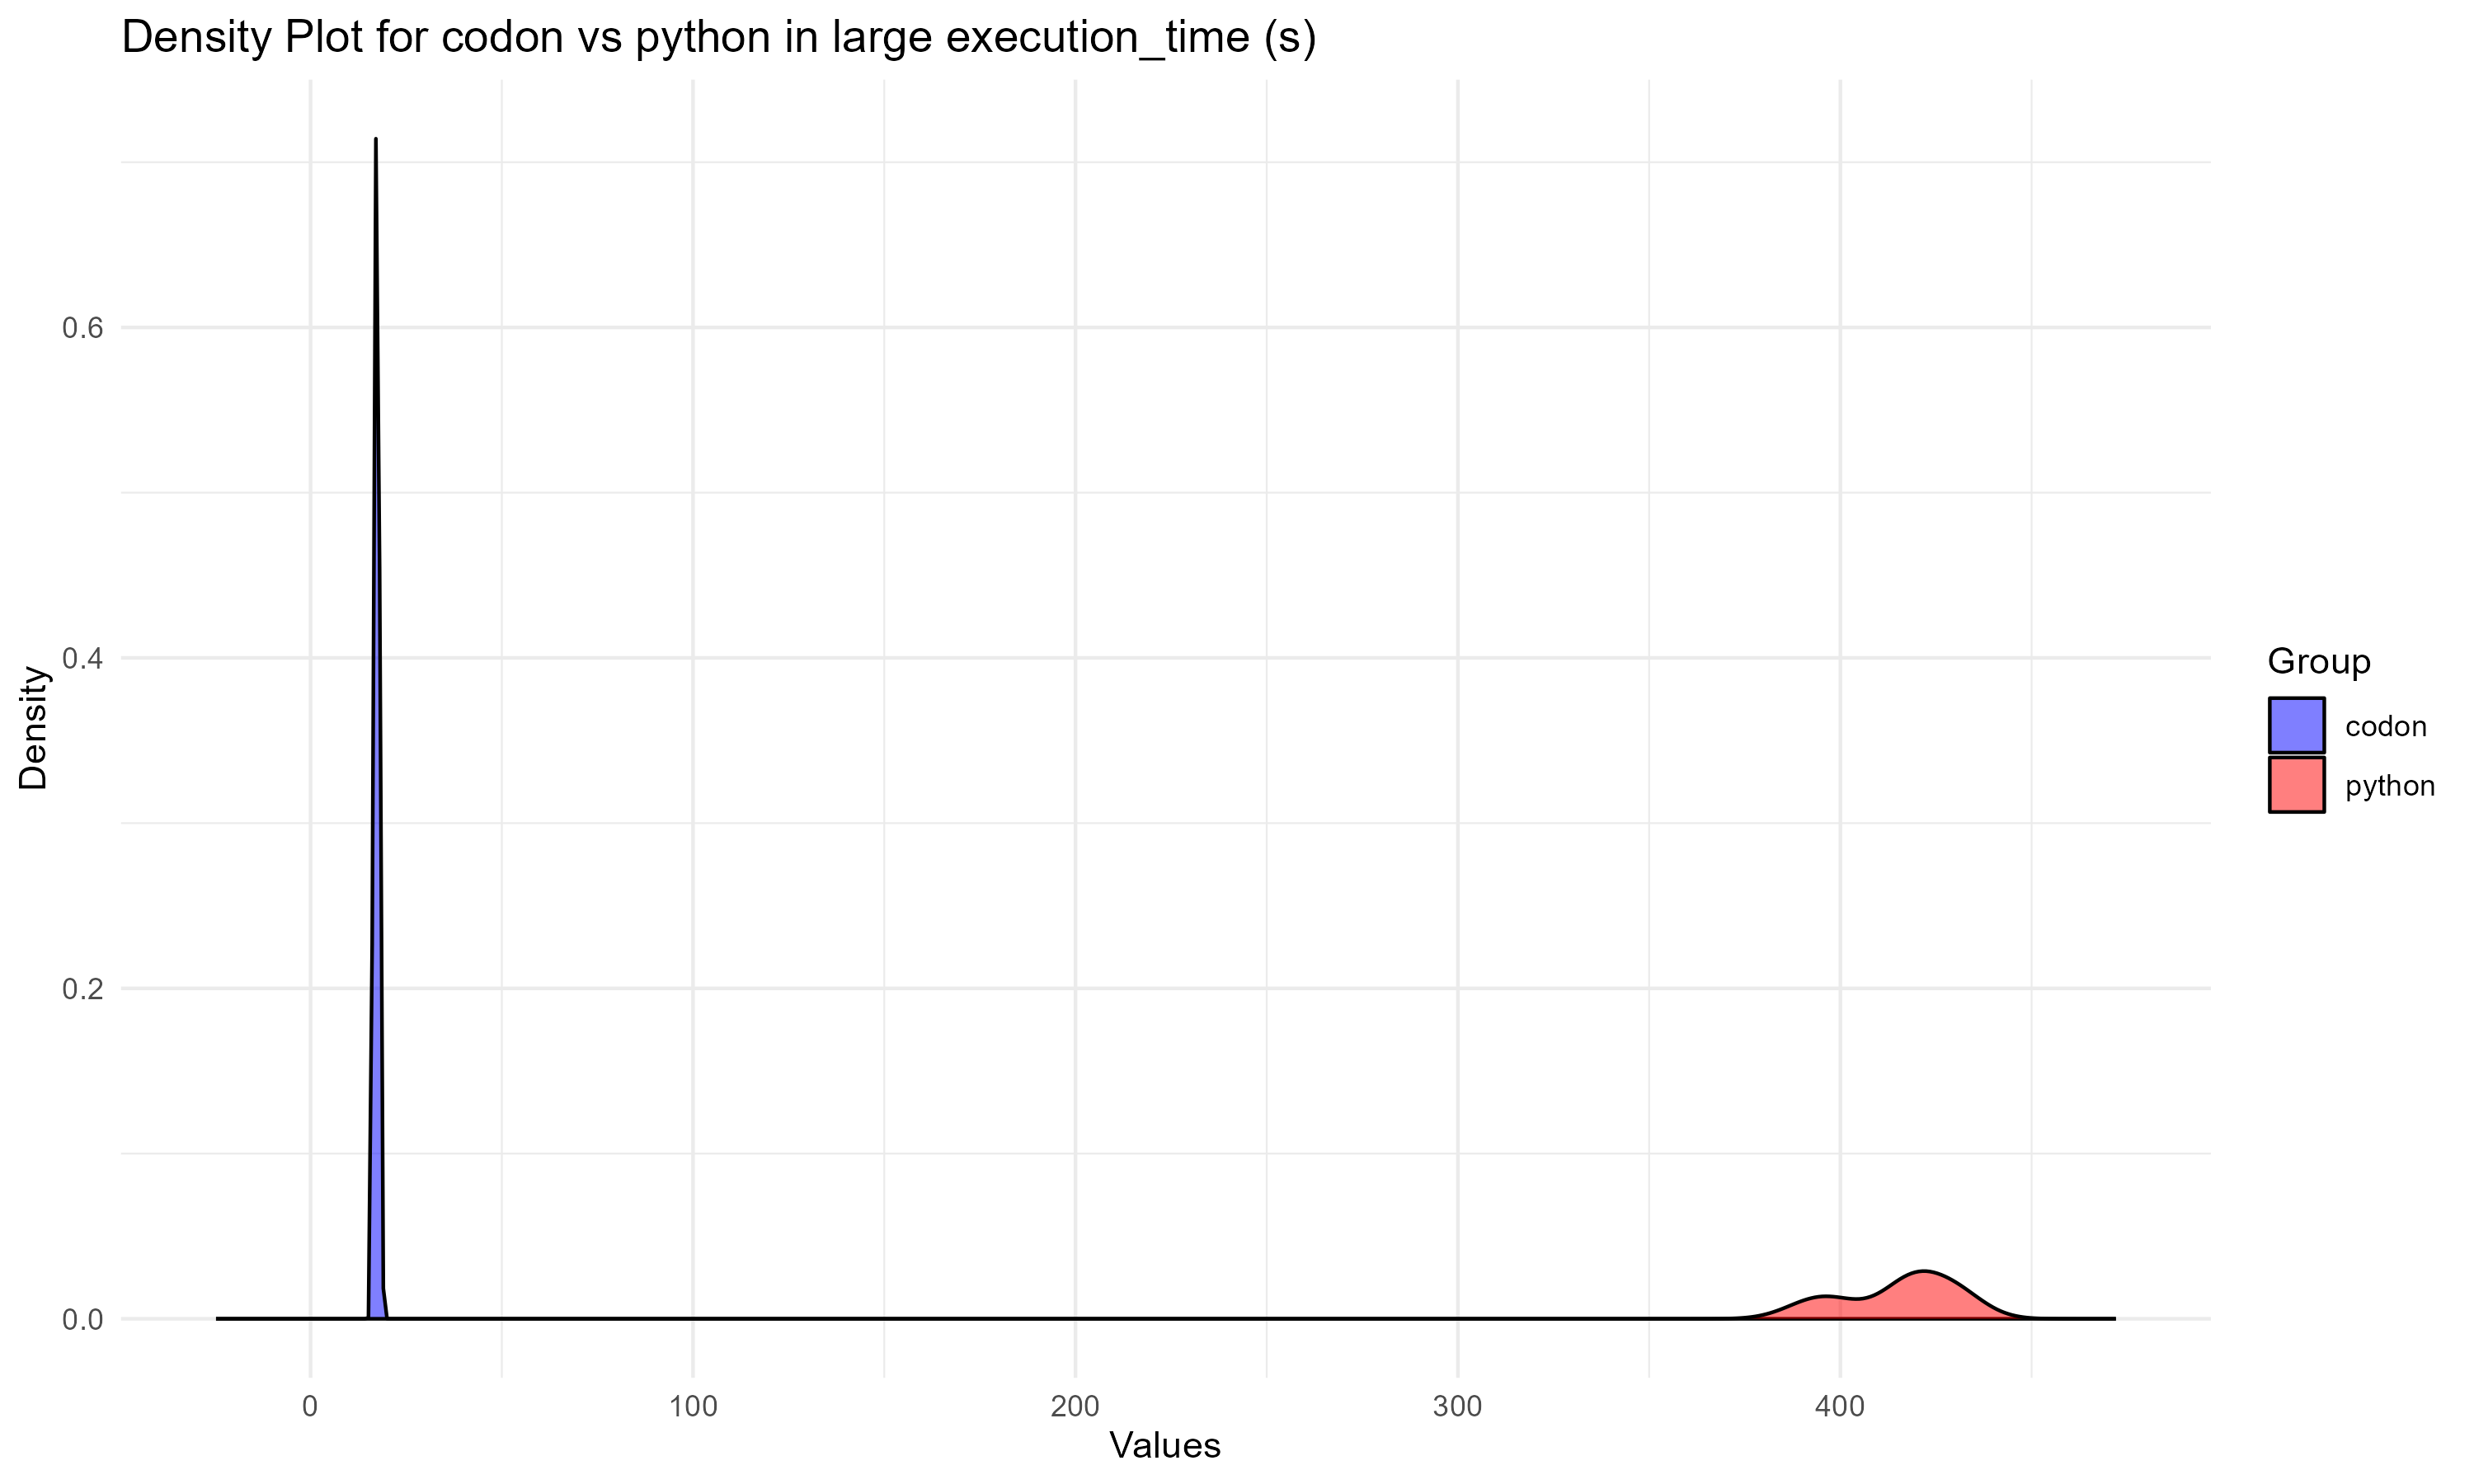 Density Plot for codon vs python in large execution_time (s)
Density
0.6
0.4
0.2
0.0
0 100 200 300 400
Values
Group
codon
python